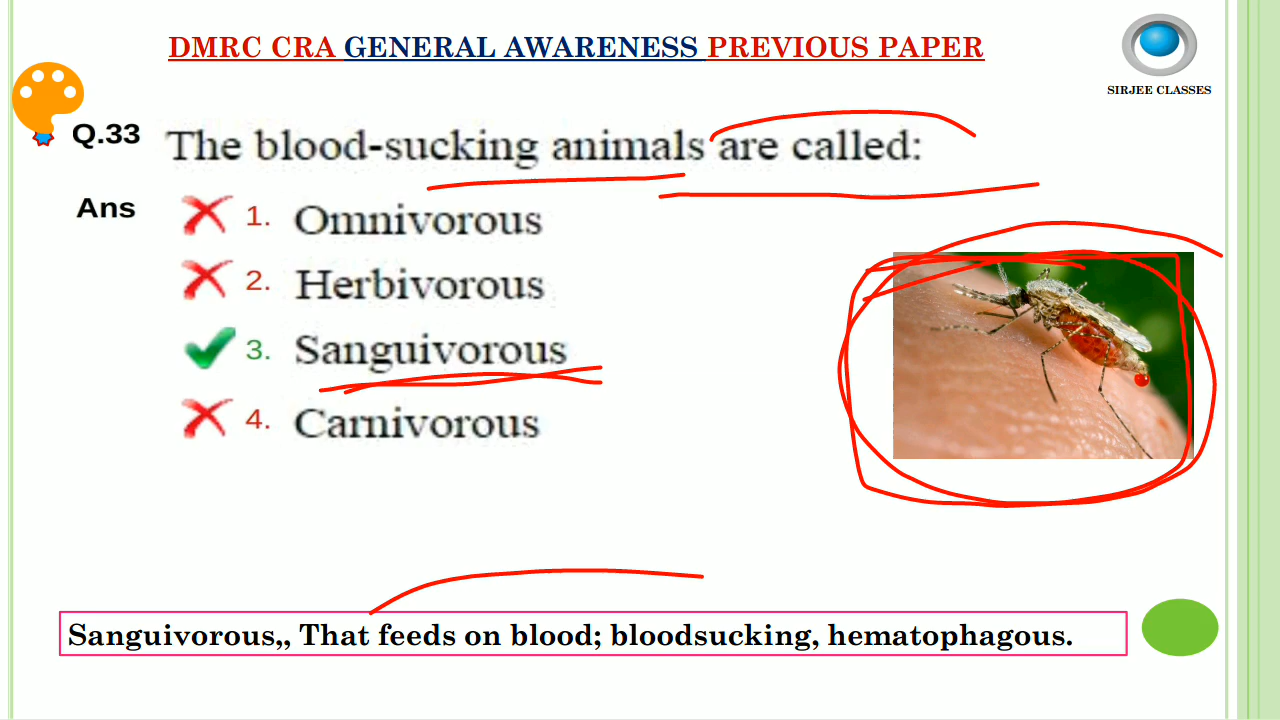 DMRC CRA GENERAL AWARENESS PREVIOUS PAPER
SIRJEE CLASSES
Q.33 The blood-sucking animals are called:
Ans
1. Omnivorous
2. Herbivorous
3. Sanguivorous
4. Carnivorous
Sanguivorous,, That feeds on blood; bloodsucking, hematophagous.